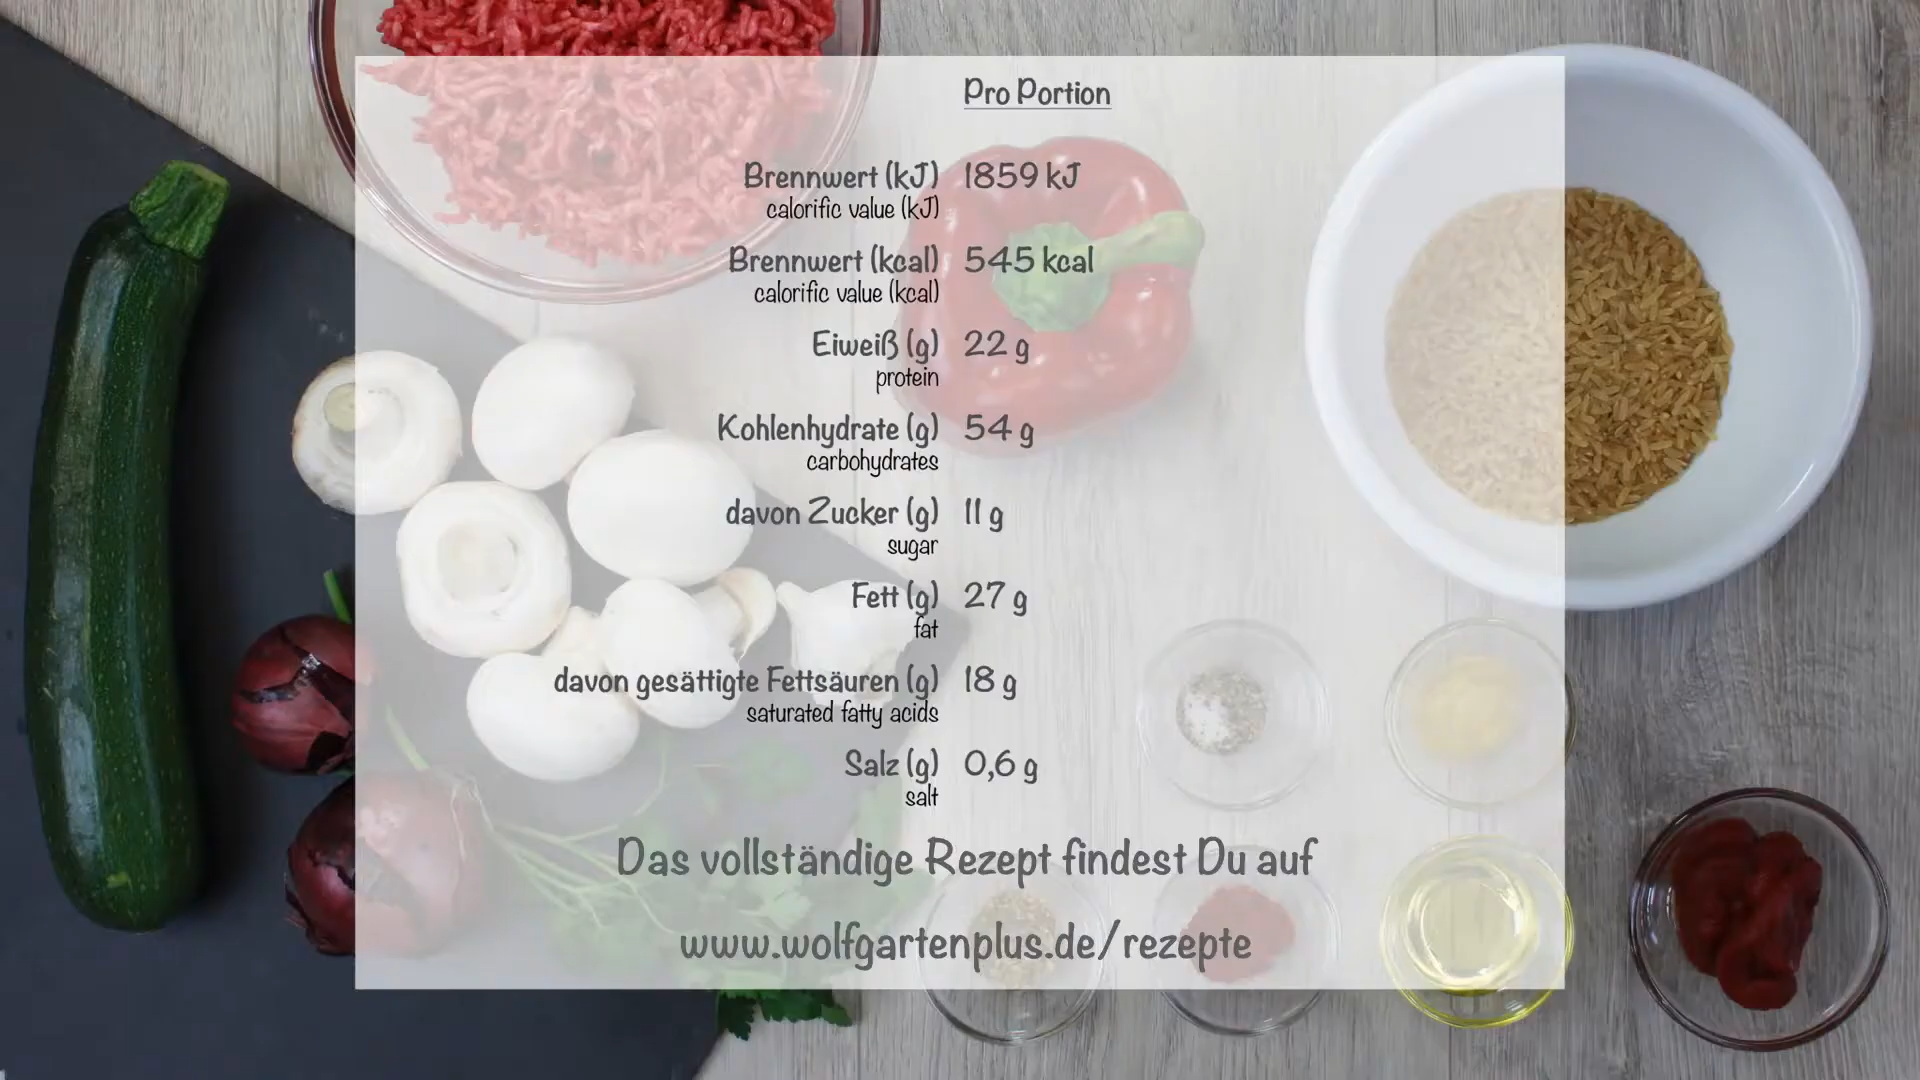 Pro Portion
Brennwert (kJ) 1859 kJ
calorific value (kJ)
Brennwert (kcal) 545 kcal
calorific value (kcal)
Eiweiß (g) 22 g
protein
Kohlenhydrate (g) 54 g
carbohydrates
davon Zucker (g) 11 g
sugar
Fett (g) 27 g
fat
davon gesättigte Fettsäuren (g) 18 g
saturated fatty acids
Salz (g) 0,6 g
salt
Das vollständige Rezept findest Du auf
www.wolfgartenplus.de/rezepte